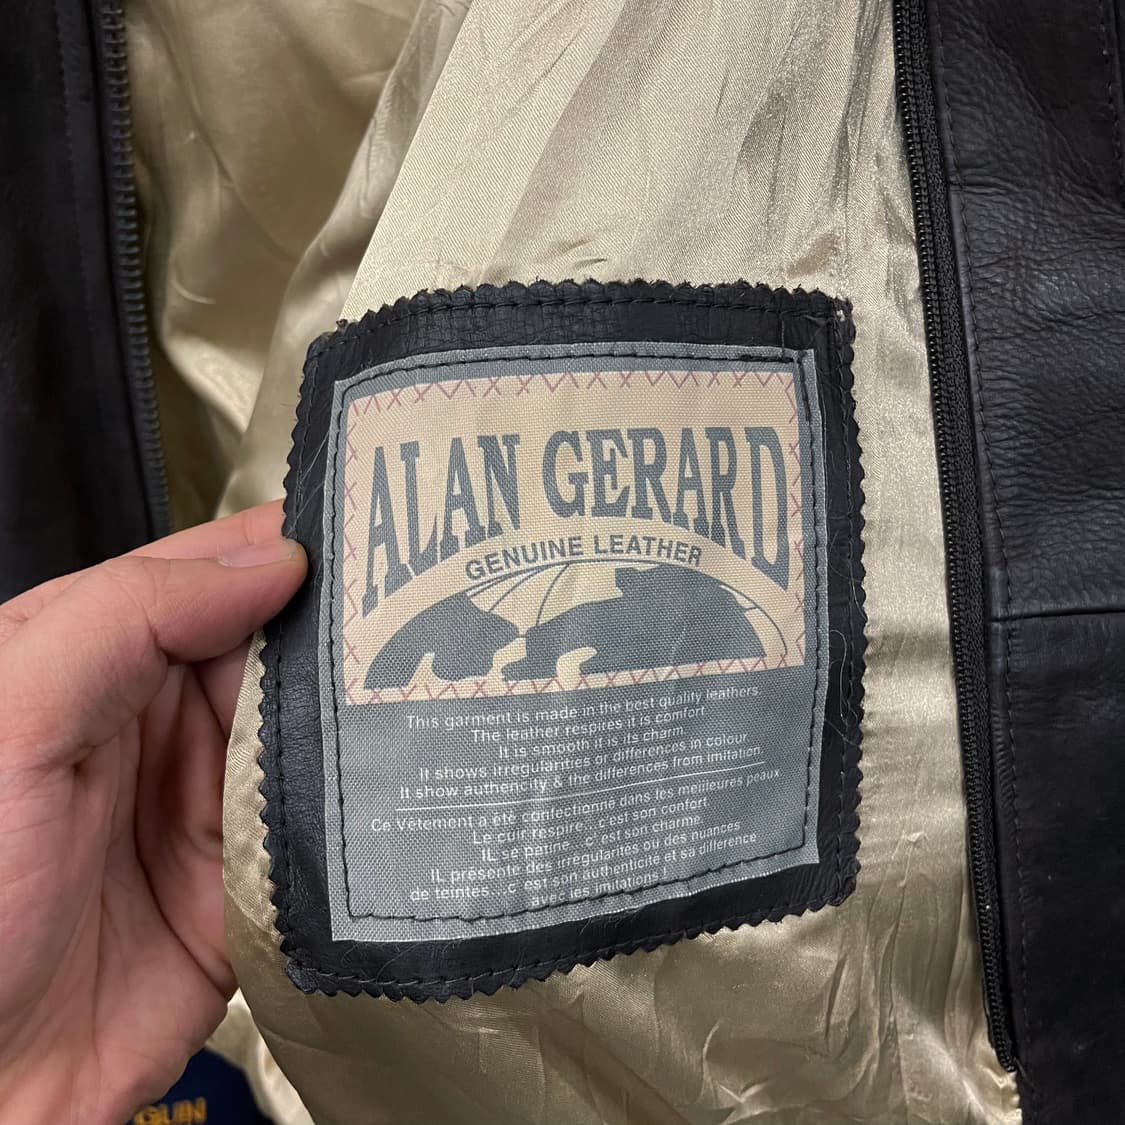 ALAN GERARD
GENUINE LEATHER
This garment is made in the best quality leathers.
The leather respires it is comfort
It is smooth it is its charm
It shows irregularities or differences in colour
It show authencity & the differences from imitation.
Ce Vêtement a été confectionné dans les meilleures peaux
Le cuir respire.. c'est son confort
IL se patine.. c'est son charme
IL présente des irregularités ou des nuances
de teintes...c'est son authenticité et sa différence
avec les imitations !
GUIN